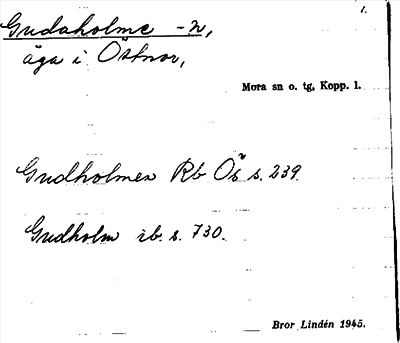 1.
Gudaholme -n,
äga i Östnor,
Mora sn o. tg, Kopp. l.
Gudholmen Rb Ös s. 239.
Gudholm ib. s. 730.
Bror Lindén 1945.